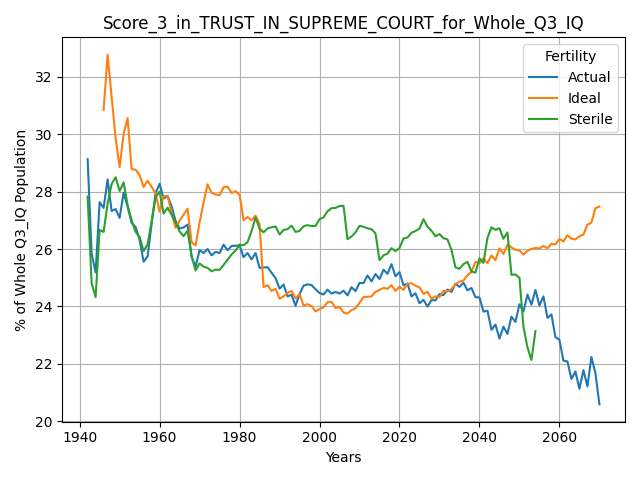 Score_3_in_TRUST_IN_SUPREME_COURT_for_Whole_Q3_IQ
Fertility
Actual
Ideal
Sterile
% of Whole Q3_IQ Population
32
30
28
26
24
22
20
1940
1960
1980
2000
2020
2040
2060
Years